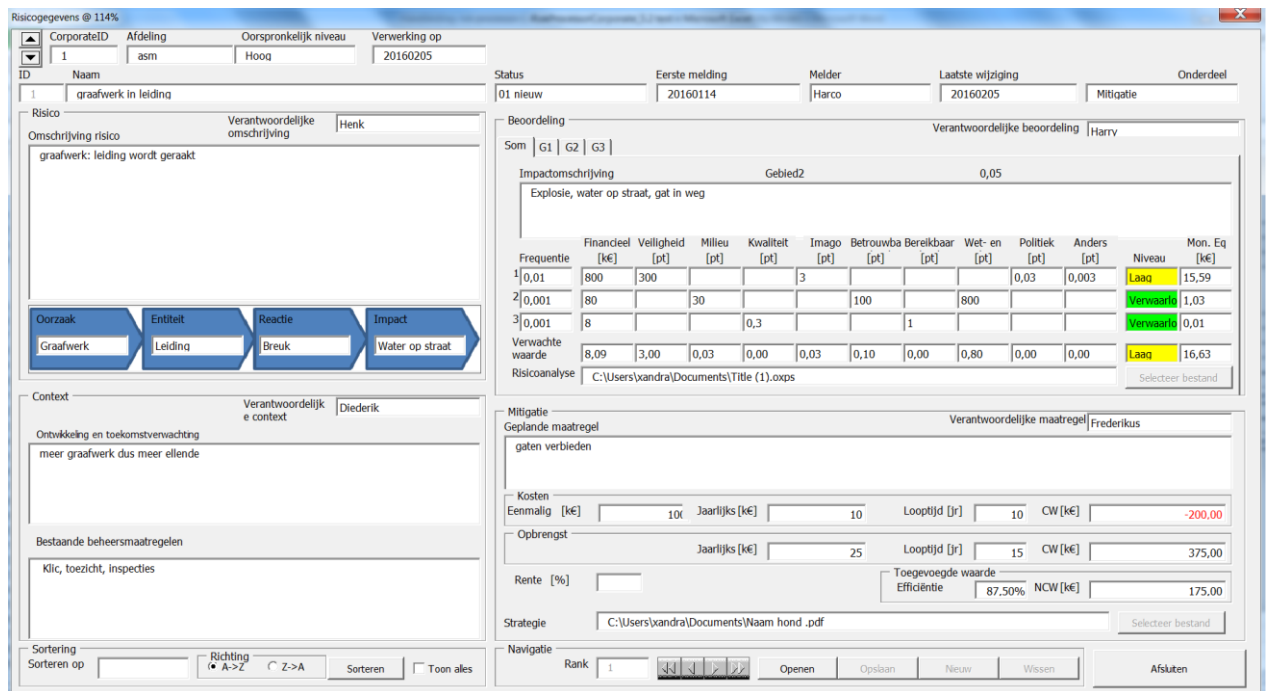 Risicogegevens @ 114%
CorporateID Afdeling Oorspronkelijk niveau Verwerking op
1 asm Hoog 20160205
ID Naam Status Eerste melding Melder Laatste wijziging Onderdeel
1 graafwerk in leiding 01 nieuw 20160114 Harco 20160205 Mitigatie
Risico
Verantwoordelijke omschrijving Henk
Omschrijving risico
graafwerk: leiding wordt geraakt
Oorzaak Entiteit Reactie Impact
Graafwerk Leiding Breuk Water op straat
Context
Verantwoordelijk
e context Diederik
Ontwikkeling en toekomstverwachting
meer graafwerk dus meer ellende
Bestaande beheersmaatregelen
Klic, toezicht, inspecties
Sortering
Sorteren op Richting A->Z Z->A Sorteren Toon alles
Beoordeling
Verantwoordelijke beoordeling Harry
Som G1 G2 G3
Impactomschrijving Gebied2 0,05
Explosie, water op straat, gat in weg
Financieel Veiligheid Milieu Kwaliteit Imago Betrouwba Bereikbaar Wet- en Politiek Anders Mon. Eq
Frequentie [k€] [pt] [pt] [pt] [pt] [pt] [pt] [pt] [pt] [pt] Niveau [k€]
1 0,01 800 300 3 0,03 0,003 Laag 15,59
2 0,001 80 30 100 800 Verwaarlo 1,03
3 0,001 8 0,3 1 Verwaarlo 0,01
Verwachte
waarde 8,09 3,00 0,03 0,00 0,03 0,10 0,00 0,80 0,00 0,00 Laag 16,63
Risicoanalyse C:\Users\xandra\Documents\Title (1).oxps Selecteer bestand
Mitigatie
Geplande maatregel Verantwoordelijke maatregel Frederikus
gaten verbieden
Kosten
Eenmalig [k€] 100 Jaarlijks [k€] 10 Looptijd [jr] 10 CW [k€] -200,00
Opbrengst
Jaarlijks [k€] 25 Looptijd [jr] 15 CW [k€] 375,00
Rente [%]
Toegevoegde waarde
Efficiëntie 87.50% NCW [k€] 175,00
Strategie C:\Users\xandra\Documents\Naam hond .pdf Selecteer bestand
Navigatie
Rank 1 Openen Opslaan Nieuw Wissen Afsluiten